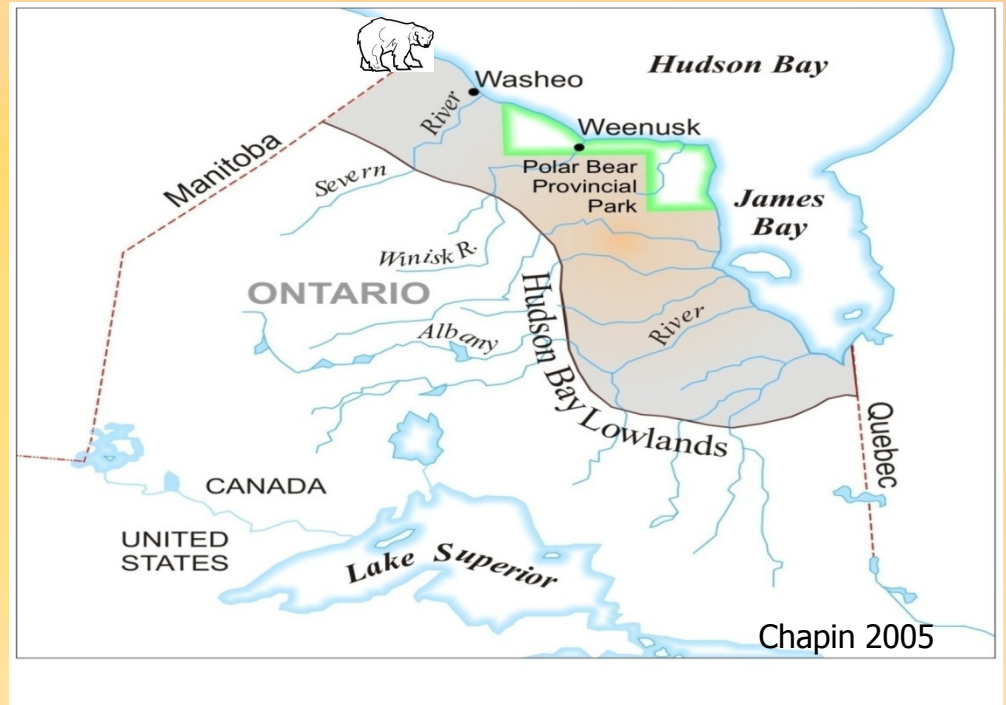 Hudson Bay
Washeo
River
Weenusk
Manitoba
Polar Bear
Provincial
Park
Severn
James
Bay
Winisk R.
ONTARIO
Hudson Bay Lowlands
River
Albany
Quebec
CANADA
UNITED
STATES
Lake Superior
Chapin 2005